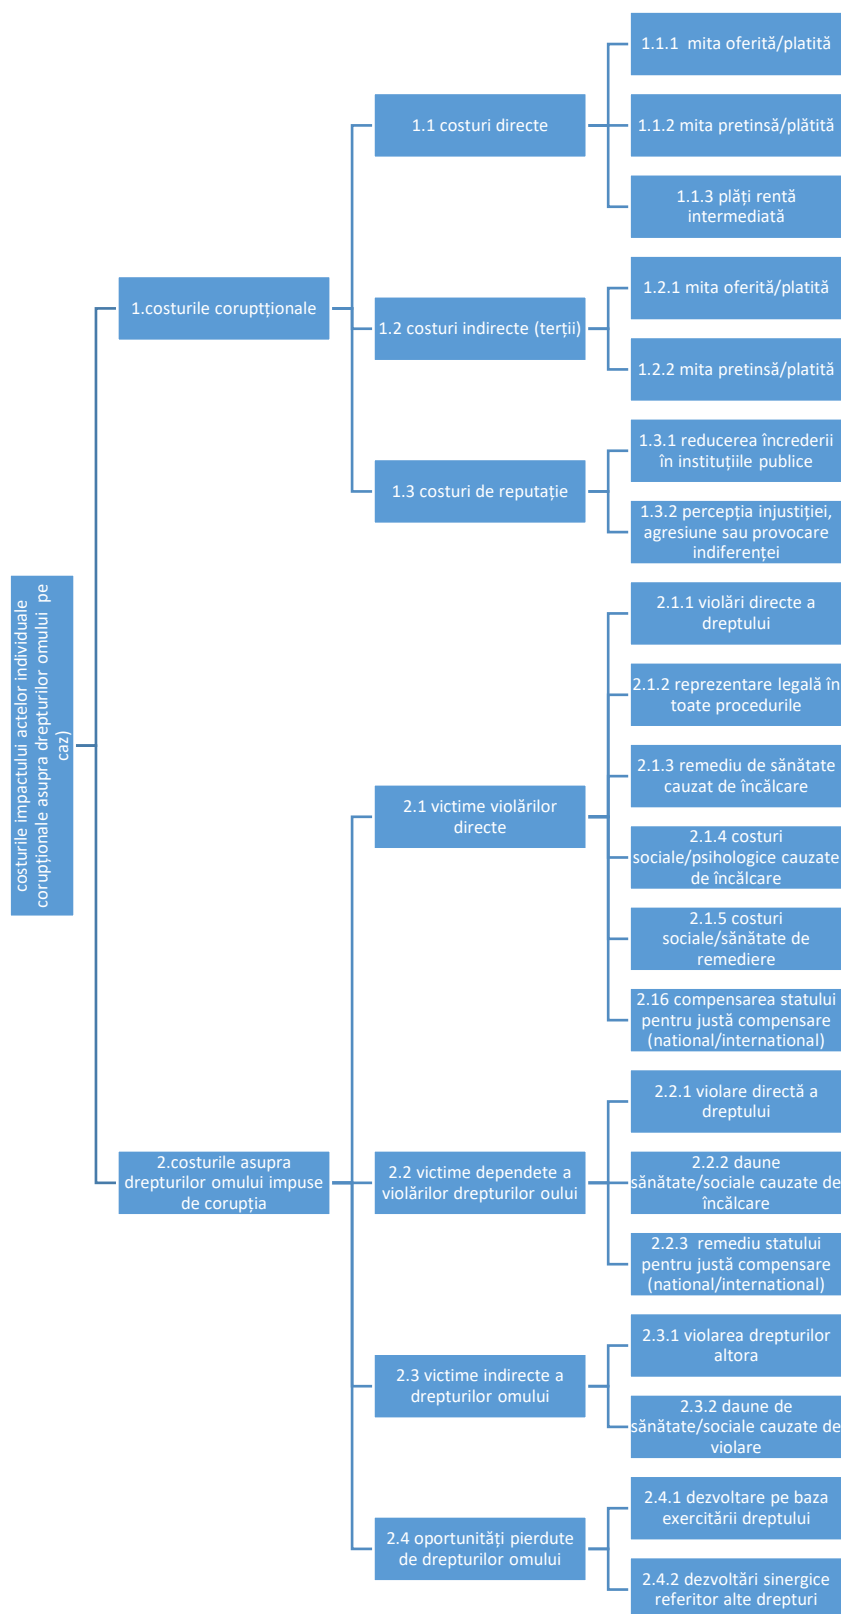 costurile impactului actelor individuale
corupționale asupra drepturilor omului pe
caz)
1.costurile coruptționale
1.1 costuri directe
1.1.1  mita oferită/platită
1.1.2 mita pretinsă/plătită
1.1.3 plăți rentă
intermediată
1.2 costuri indirecte (terții)
1.2.1 mita oferită/platită
1.2.2 mita pretinsă/platită
1.3 costuri de reputație
1.3.1 reducerea încrederii
în instituțiile publice
1.3.2 percepția injustiției,
agresiune sau provocare
indiferenței
2.costurile asupra
drepturilor omului impuse
de corupția
2.1 victime violărilor
directe
2.1.1 violări directe a
dreptului
2.1.2 reprezentare legală în
toate procedurile
2.1.3 remediu de sănătate
cauzat de încălcare
2.1.4 costuri
sociale/psihologice cauzate
de încălcare
2.1.5 costuri
sociale/sănătate de
remediere
2.16 compensarea statului
pentru justă compensare
(national/international)
2.2 victime dependete a
violărilor drepturilor oului
2.2.1 violare directă a
dreptului
2.2.2 daune
sănătate/sociale cauzate de
încălcare
2.2.3  remediu statului
pentru justă compensare
(national/international)
2.3 victime indirecte a
drepturilor omului
2.3.1 violarea drepturilor
altora
2.3.2 daune de
sănătate/sociale cauzate de
violare
2.4 oportunități pierdute
de drepturilor omului
2.4.1 dezvoltare pe baza
exercitării dreptului
2.4.2 dezvoltări sinergice
referitor alte drepturi